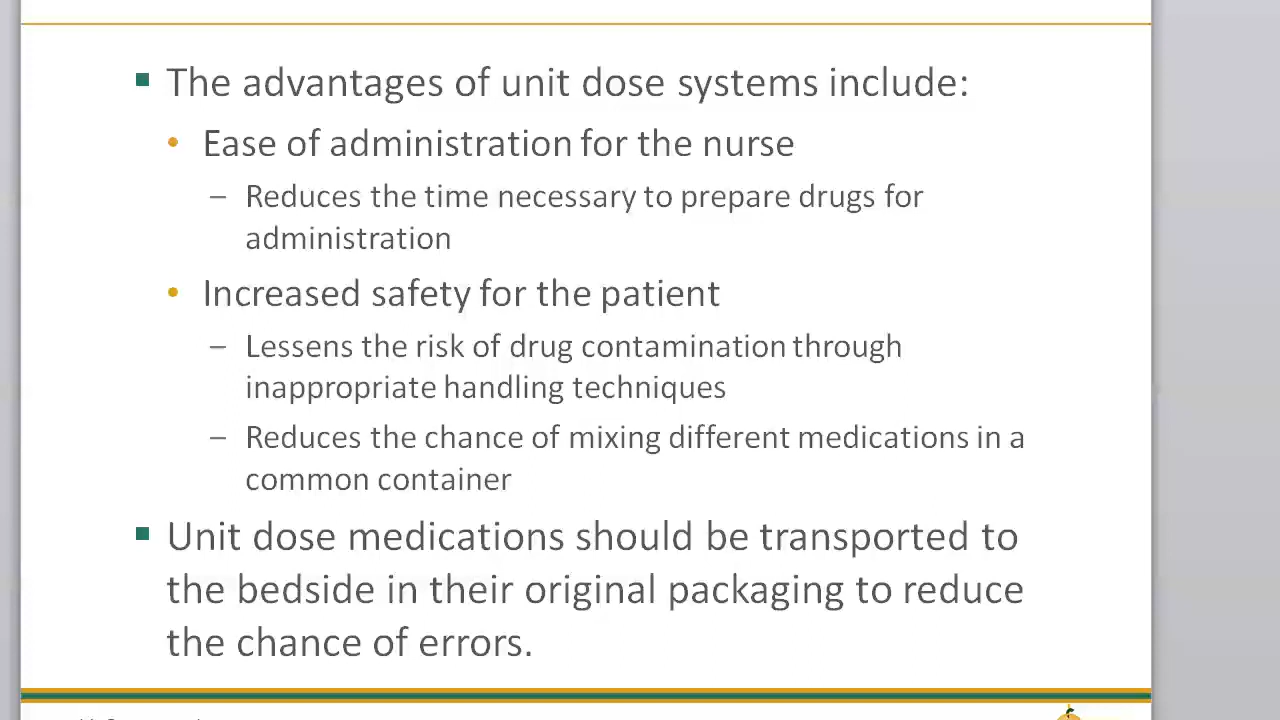 The advantages of unit dose systems include:
Ease of administration for the nurse
Reduces the time necessary to prepare drugs for
administration
Increased safety for the patient
Lessens the risk of drug contamination through
inappropriate handling techniques
Reduces the chance of mixing different medications in a
common container
Unit dose medications should be transported to
the bedside in their original packaging to reduce
the chance of errors.